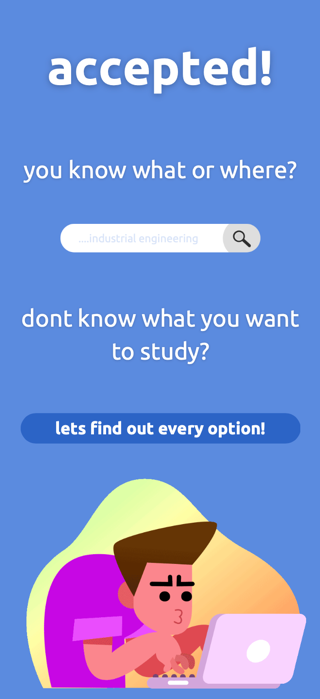 accepted!
you know what or where?
....industrial engineering
dont know what you want
to study?
lets find out every option!